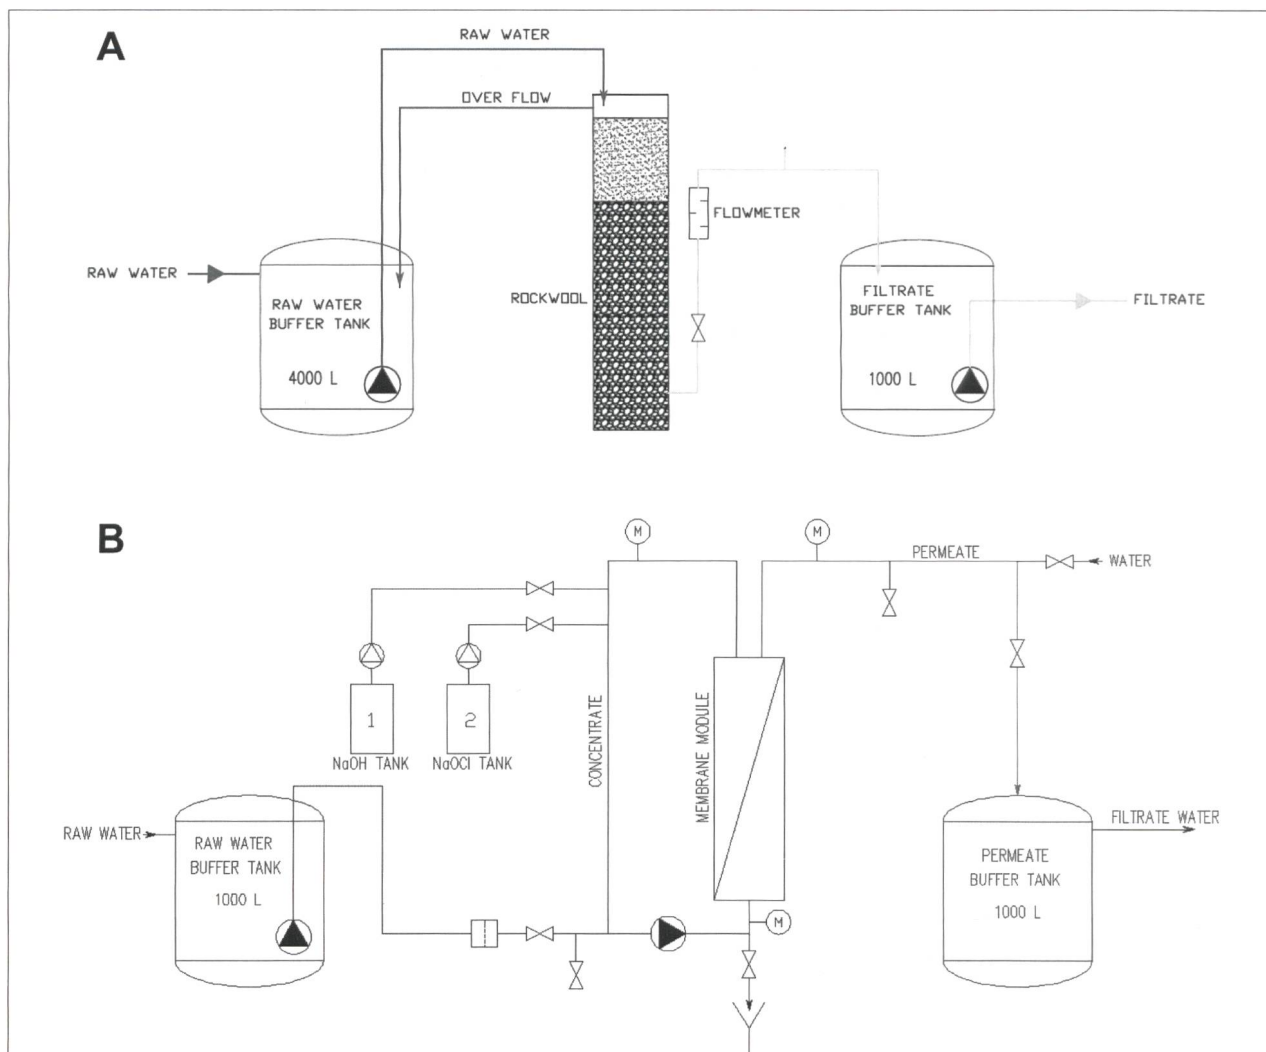 A
RAW WATER
OVER FLOW
FLOWMETER
RAW WATER
RAW WATER
BUFFER TANK
4000 L
ROCKWOOL
FILTRATE
BUFFER TANK
1000 L
FILTRATE
B
M
M
PERMEATE
WATER
1
2
NaOH TANK
NaOCl TANK
CONCENTRATE
MEMBRANE MODULE
RAW WATER
RAW WATER
BUFFER TANK
1000 L
M
PERMEATE
BUFFER TANK
1000 L
FILTRATE WATER